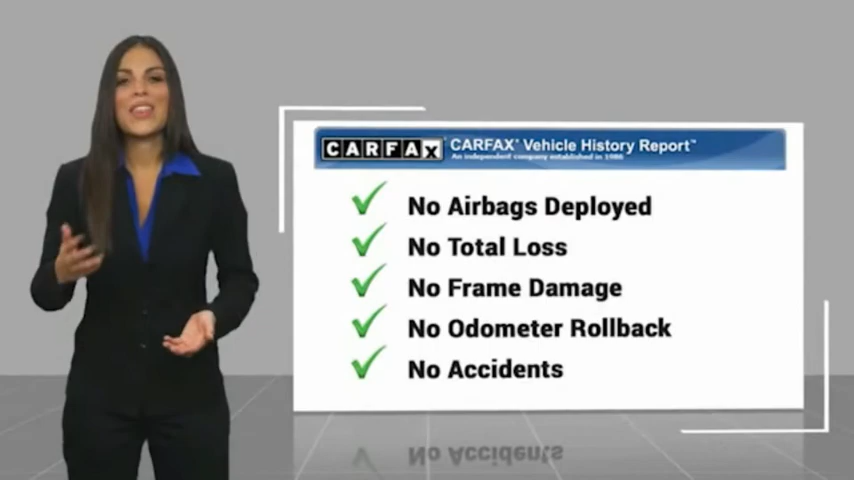 CARFAX CARFAX® Vehicle History Report™
An independent company established in 1986
No Airbags Deployed
No Total Loss
No Frame Damage
No Odometer Rollback
No Accidents
No Accidents